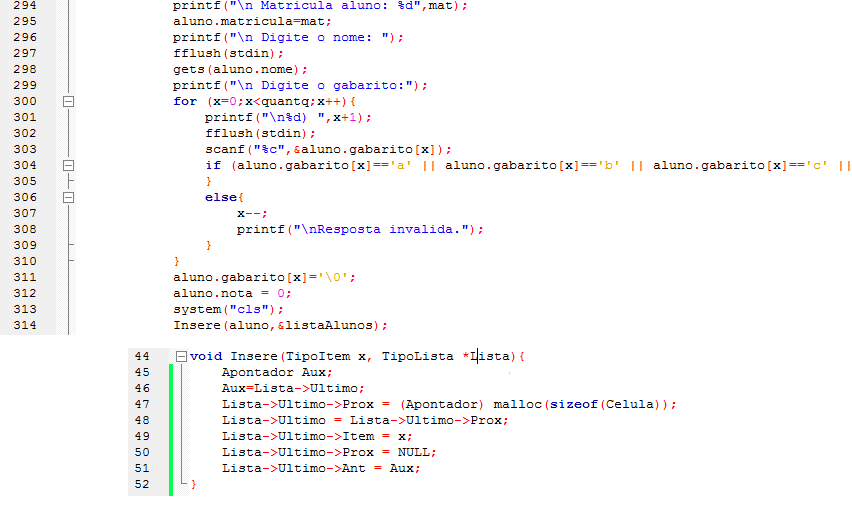 294 printf("\n Matricula aluno: %d",mat);
295 aluno.matricula=mat;
296 printf("\n Digite o nome: ");
297 fflush(stdin);
298 gets(aluno.nome);
299 printf("\n Digite o gabarito:");
300 for (x=0;x<quantq;x++){
301 printf("\n%d) ",x+1);
302 fflush(stdin);
303 scanf("%c",&aluno.gabarito[x]);
304 if (aluno.gabarito[x]=='a' || aluno.gabarito[x]=='b' || aluno.gabarito[x]=='c' ||
305 }
306 else{
307 x--;
308 printf("\nResposta invalida.");
309 }
310 }
311 aluno.gabarito[x]='\0';
312 aluno.nota = 0;
313 system("cls");
314 Insere(aluno,&listaAlunos);
44 void Insere(TipoItem x, TipoLista *Lista){
45 Apontador Aux;
46 Aux=Lista->Ultimo;
47 Lista->Ultimo->Prox = (Apontador) malloc(sizeof(Celula));
48 Lista->Ultimo = Lista->Ultimo->Prox;
49 Lista->Ultimo->Item = x;
50 Lista->Ultimo->Prox = NULL;
51 Lista->Ultimo->Ant = Aux;
52 }